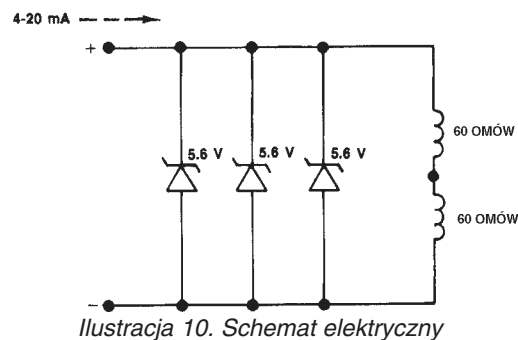 4-20 mA
+
5.6 V 5.6 V 5.6 V
60 OMÓW
60 OMÓW
−
Ilustracja 10. Schemat elektryczny